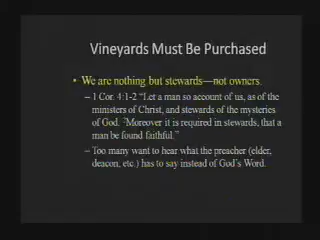 Vineyards Must Be Purchased
• We are nothing but stewards—not owners.
– 1 Cor. 4:1-2 “Let a man so account of us, as of the
ministers of Christ, and stewards of the mysteries
of God. ²Moreover it is required in stewards, that a
man be found faithful.”
– Too many want to hear what the preacher (elder,
deacon, etc.) has to say instead of God’s Word.